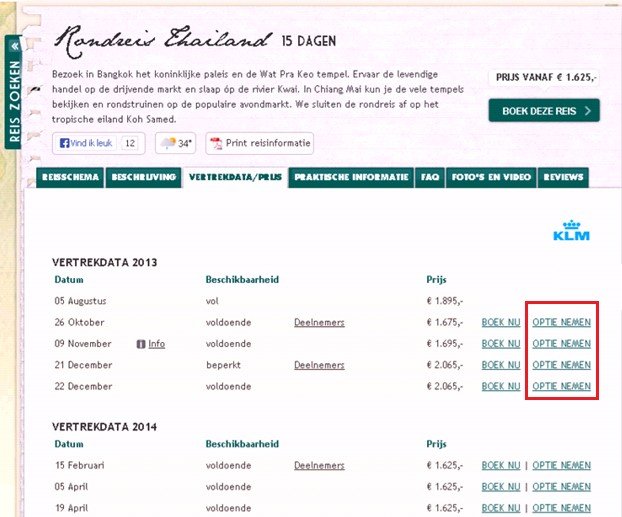 REIS ZOEKEN «
Rondreis Thailand 15 DAGEN
Bezoek in Bangkok het koninklijke paleis en de Wat Pra Keo tempel. Ervaar de levendige
handel op de drijvende markt en slaap óp de rivier Kwai. In Chiang Mai kun je de vele tempels
bekijken en rondstruinen op de populaire avondmarkt. We sluiten de rondreis af op het
tropische eiland Koh Samed.
PRIJS VANAF € 1.625,-
BOEK DEZE REIS >
Vind ik leuk 12 34° Print reisinformatie
REISSCHEMA BESCHRIJVING VERTREKDATA/PRIJS PRAKTISCHE INFORMATIE FAQ FOTO'S EN VIDEO REVIEWS
KLM
VERTREKDATA 2013
Datum Beschikbaarheid Prijs
05 Augustus vol € 1.895,-
26 Oktober voldoende Deelnemers € 1.675,- BOEK NU OPTIE NEMEN
09 November i Info voldoende € 1.695,- BOEK NU OPTIE NEMEN
21 December beperkt Deelnemers € 2.065,- BOEK NU OPTIE NEMEN
22 December voldoende € 2.065,- BOEK NU OPTIE NEMEN
VERTREKDATA 2014
Datum Beschikbaarheid Prijs
15 Februari voldoende Deelnemers € 1.625,- BOEK NU | OPTIE NEMEN
05 April voldoende € 1.625,- BOEK NU | OPTIE NEMEN
19 April voldoende € 1.625,- BOEK NU | OPTIE NEMEN